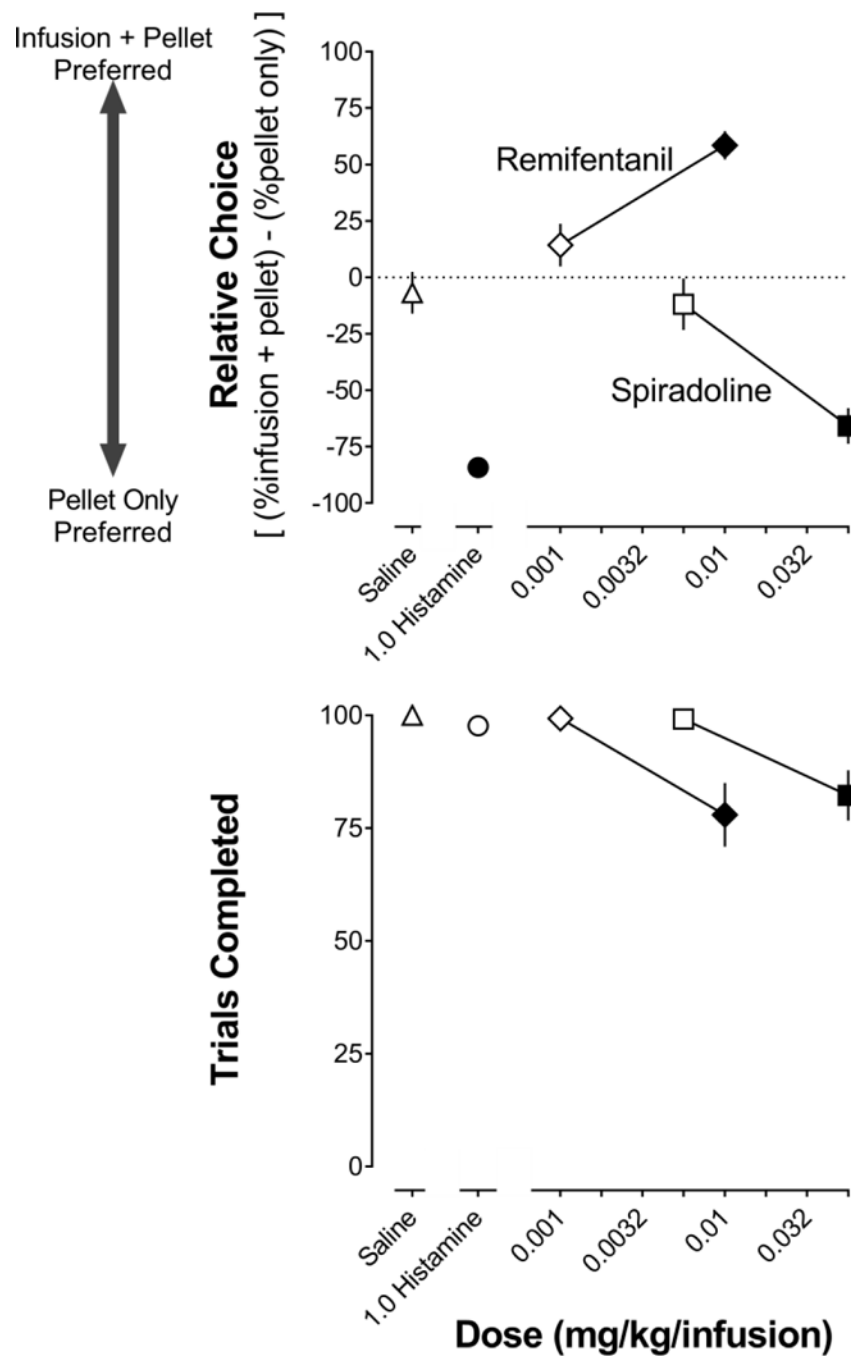 Infusion + Pellet
Preferred
Pellet Only
Preferred
Relative Choice
[ (%infusion + pellet) - (%pellet only) ]
100
75
50
25
0
-25
-50
-75
-100
Remifentanil
Spiradoline
Saline
1.0 Histamine
0.001
0.0032
0.01
0.032
Trials Completed
100
75
50
25
0
Saline
1.0 Histamine
0.001
0.0032
0.01
0.032
Dose (mg/kg/infusion)